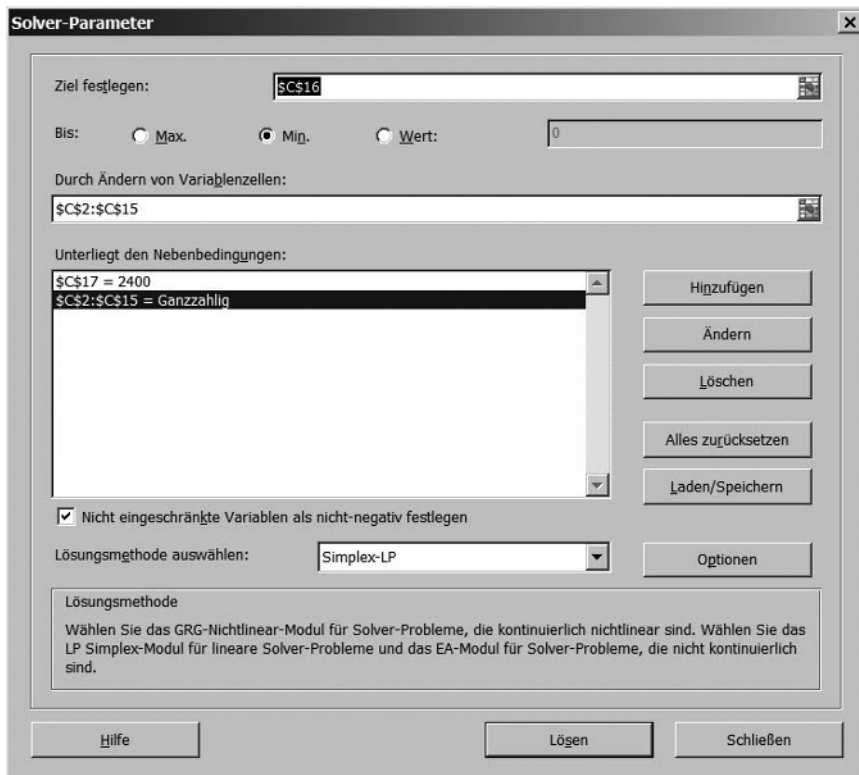 Solver-Parameter
Ziel festlegen: $C$16
Bis: Max. Min. Wert: 0
Durch Ändern von Variablenzellen:
$C$2:$C$15
Unterliegt den Nebenbedingungen:
$C$17 = 2400
$C$2:$C$15 = Ganzzahlig
Hinzufügen
Ändern
Löschen
Alles zurücksetzen
Laden/Speichern
Nicht eingeschränkte Variablen als nicht-negativ festlegen
Lösungsmethode auswählen: Simplex-LP Optionen
Lösungsmethode
Wählen Sie das GRG-Nichtlinear-Modul für Solver-Probleme, die kontinuierlich nichtlinear sind. Wählen Sie das
LP Simplex-Modul für lineare Solver-Probleme und das EA-Modul für Solver-Probleme, die nicht kontinuierlich
sind.
Hilfe Lösen Schließen